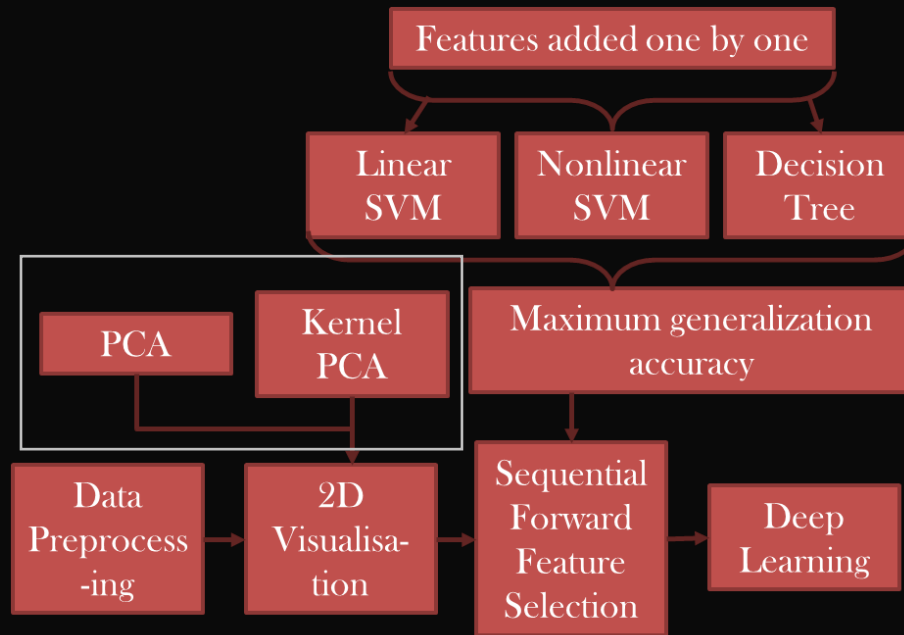 Features added one by one
Linear
SVM
Nonlinear
SVM
Decision
Tree
PCA
Kernel
PCA
Maximum generalization
accuracy
Data
Preprocess
-ing
2D
Visualisa-
tion
Sequential
Forward
Feature
Selection
Deep
Learning